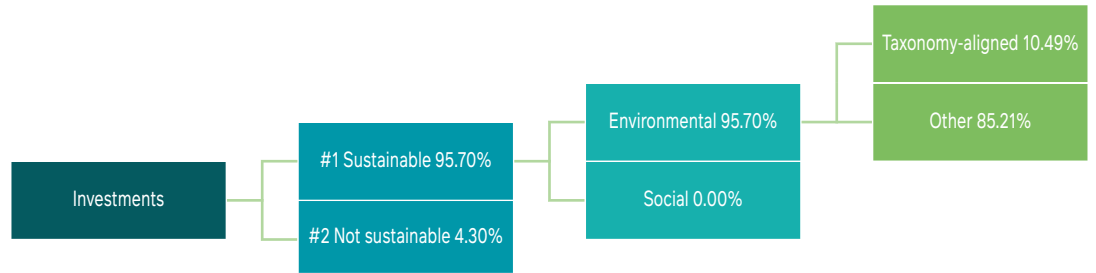 Investments
#1 Sustainable 95.70%
#2 Not sustainable 4.30%
Environmental 95.70%
Social 0.00%
Taxonomy-aligned 10.49%
Other 85.21%